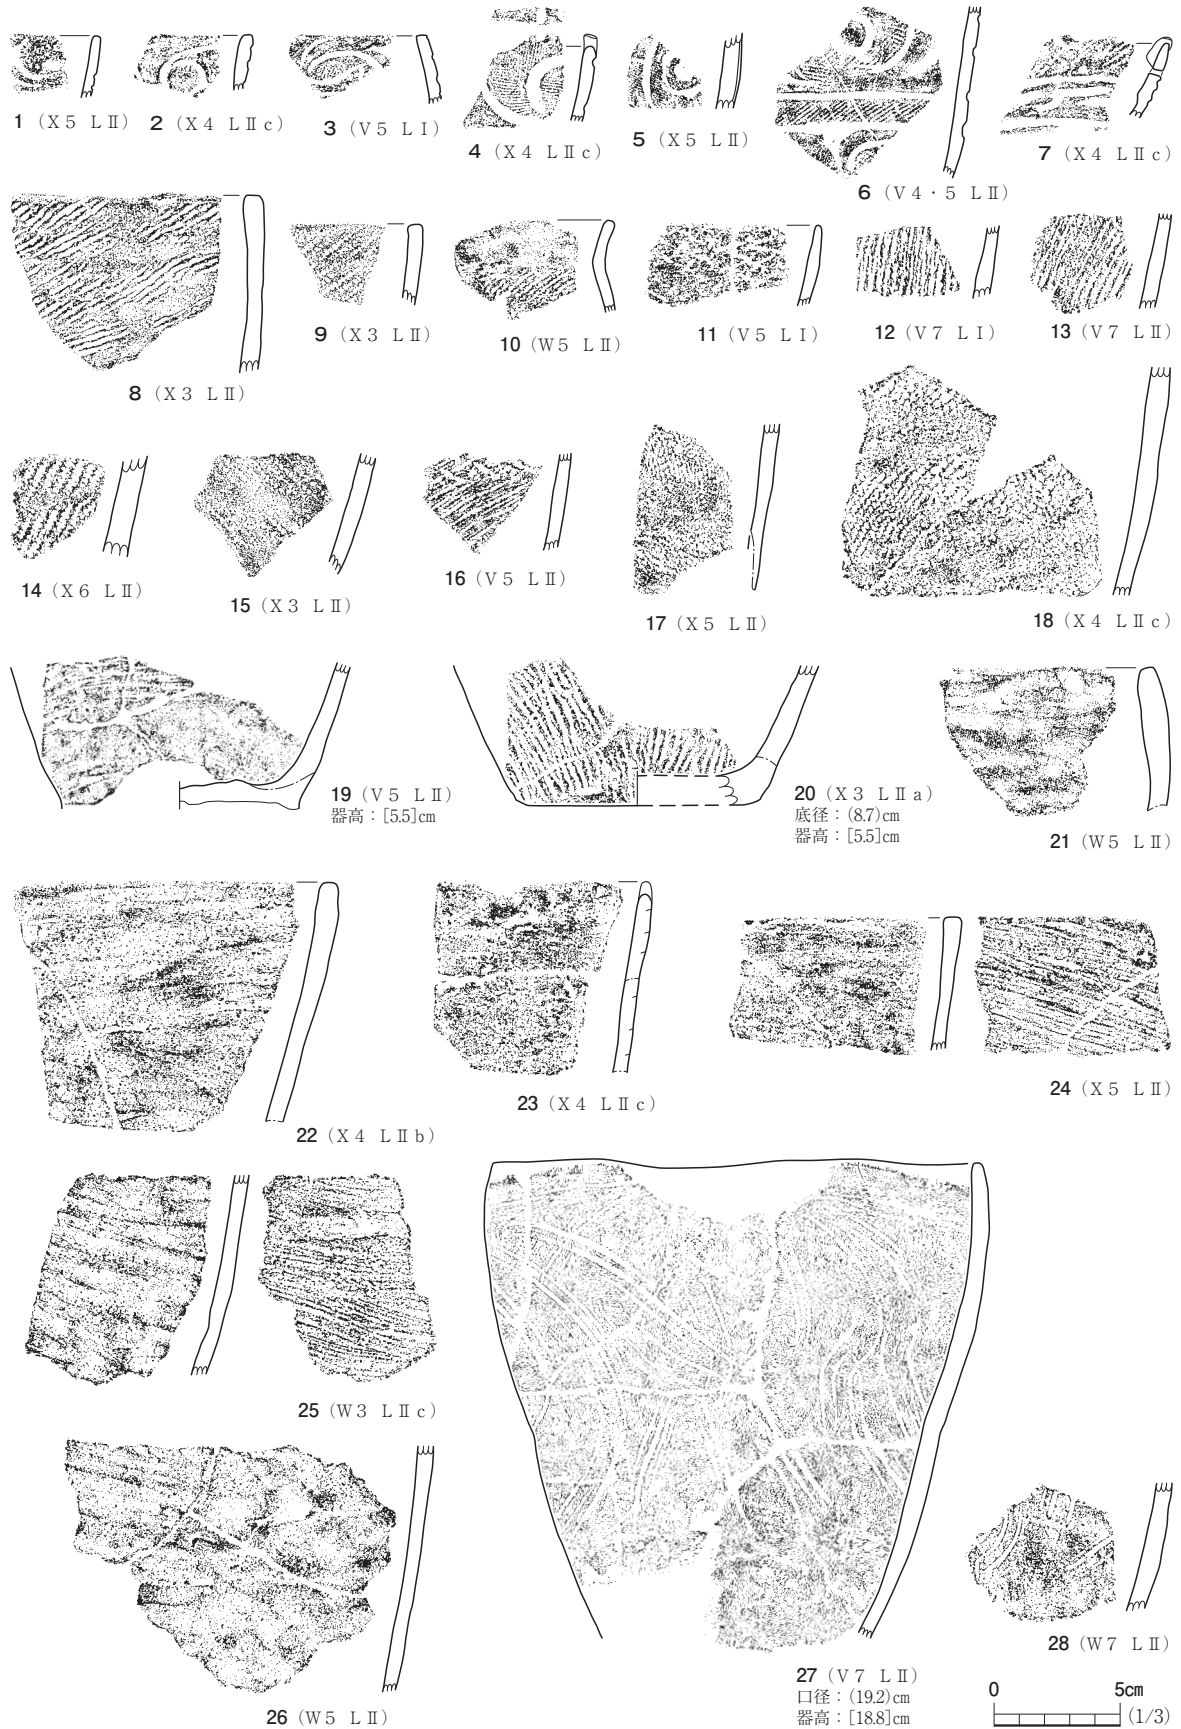 1（X5 LⅡ）
2（X4 LⅡc）
3（V5 LⅠ）
4（X4 LⅡc）
5（X5 LⅡ）
6（V4・5 LⅡ）
7（X4 LⅡc）
8（X3 LⅡ）
9（X3 LⅡ）
10（W5 LⅡ）
11（V5 LⅠ）
12（V7 LⅠ）
13（V7 LⅡ）
14（X6 LⅡ）
15（X3 LⅡ）
16（V5 LⅡ）
17（X5 LⅡ）
18（X4 LⅡc）
19（V5 LⅡ）
器高：[5.5]㎝
20（X3 LⅡa）
底径：(8.7)㎝
器高：[5.5]㎝
21（W5 LⅡ）
22（X4 LⅡb）
23（X4 LⅡc）
24（X5 LⅡ）
25（W3 LⅡc）
26（W5 LⅡ）
27（V7 LⅡ）
口径：(19.2)㎝
器高：[18.8]㎝
28（W7 LⅡ）
0 5㎝
(1/3)